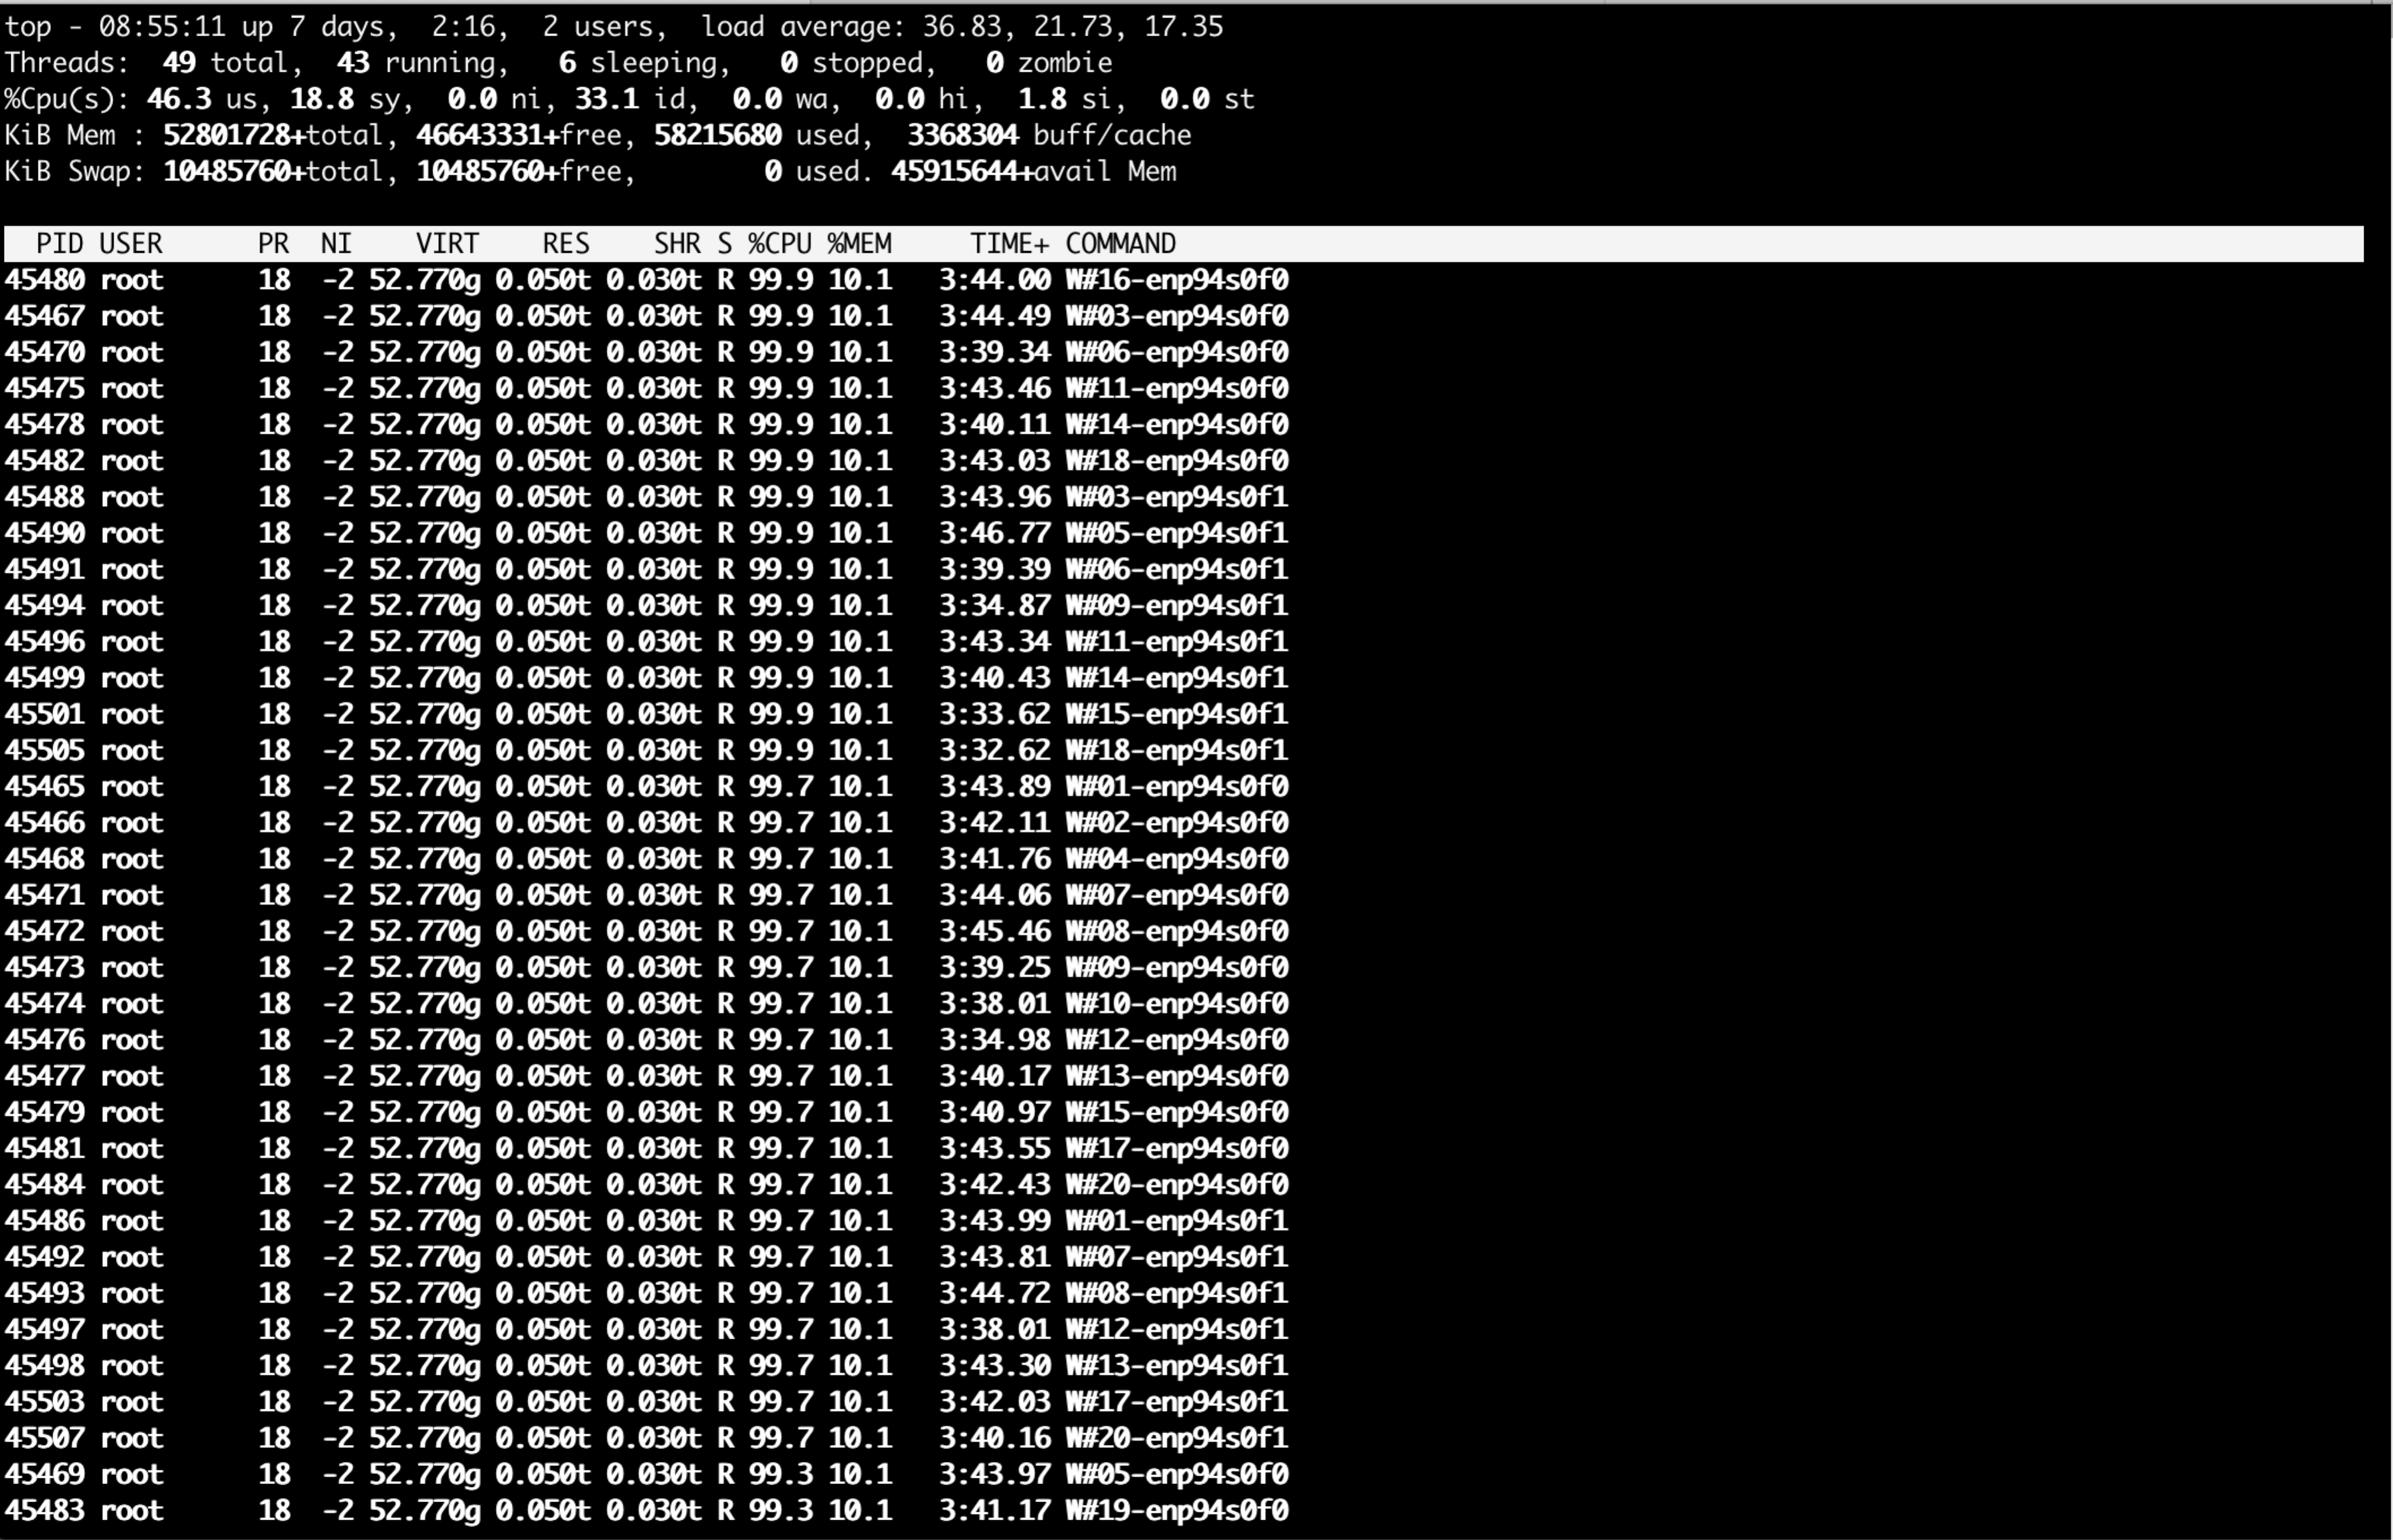 top - 08:55:11 up 7 days,  2:16,  2 users,  load average: 36.83, 21.73, 17.35
Threads:  49 total,  43 running,   6 sleeping,   0 stopped,   0 zombie
%Cpu(s): 46.3 us, 18.8 sy,  0.0 ni, 33.1 id,  0.0 wa,  0.0 hi,  1.8 si,  0.0 st
KiB Mem : 52801728+total, 46643331+free, 58215680 used,  3368304 buff/cache
KiB Swap: 10485760+total, 10485760+free,        0 used. 45915644+avail Mem
PID USER      PR  NI    VIRT    RES    SHR S %CPU %MEM     TIME+ COMMAND
45480 root      18  -2 52.770g 0.050t 0.030t R 99.9 10.1   3:44.00 W#16-enp94s0f0
45467 root      18  -2 52.770g 0.050t 0.030t R 99.9 10.1   3:44.49 W#03-enp94s0f0
45470 root      18  -2 52.770g 0.050t 0.030t R 99.9 10.1   3:39.34 W#06-enp94s0f0
45475 root      18  -2 52.770g 0.050t 0.030t R 99.9 10.1   3:43.46 W#11-enp94s0f0
45478 root      18  -2 52.770g 0.050t 0.030t R 99.9 10.1   3:40.11 W#14-enp94s0f0
45482 root      18  -2 52.770g 0.050t 0.030t R 99.9 10.1   3:43.03 W#18-enp94s0f0
45488 root      18  -2 52.770g 0.050t 0.030t R 99.9 10.1   3:43.96 W#03-enp94s0f1
45490 root      18  -2 52.770g 0.050t 0.030t R 99.9 10.1   3:46.77 W#05-enp94s0f1
45491 root      18  -2 52.770g 0.050t 0.030t R 99.9 10.1   3:39.39 W#06-enp94s0f1
45494 root      18  -2 52.770g 0.050t 0.030t R 99.9 10.1   3:34.87 W#09-enp94s0f1
45496 root      18  -2 52.770g 0.050t 0.030t R 99.9 10.1   3:43.34 W#11-enp94s0f1
45499 root      18  -2 52.770g 0.050t 0.030t R 99.9 10.1   3:40.43 W#14-enp94s0f1
45501 root      18  -2 52.770g 0.050t 0.030t R 99.9 10.1   3:33.62 W#15-enp94s0f1
45505 root      18  -2 52.770g 0.050t 0.030t R 99.9 10.1   3:32.62 W#18-enp94s0f1
45465 root      18  -2 52.770g 0.050t 0.030t R 99.7 10.1   3:43.89 W#01-enp94s0f0
45466 root      18  -2 52.770g 0.050t 0.030t R 99.7 10.1   3:42.11 W#02-enp94s0f0
45468 root      18  -2 52.770g 0.050t 0.030t R 99.7 10.1   3:41.76 W#04-enp94s0f0
45471 root      18  -2 52.770g 0.050t 0.030t R 99.7 10.1   3:44.06 W#07-enp94s0f0
45472 root      18  -2 52.770g 0.050t 0.030t R 99.7 10.1   3:45.46 W#08-enp94s0f0
45473 root      18  -2 52.770g 0.050t 0.030t R 99.7 10.1   3:39.25 W#09-enp94s0f0
45474 root      18  -2 52.770g 0.050t 0.030t R 99.7 10.1   3:38.01 W#10-enp94s0f0
45476 root      18  -2 52.770g 0.050t 0.030t R 99.7 10.1   3:34.98 W#12-enp94s0f0
45477 root      18  -2 52.770g 0.050t 0.030t R 99.7 10.1   3:40.17 W#13-enp94s0f0
45479 root      18  -2 52.770g 0.050t 0.030t R 99.7 10.1   3:40.97 W#15-enp94s0f0
45481 root      18  -2 52.770g 0.050t 0.030t R 99.7 10.1   3:43.55 W#17-enp94s0f0
45484 root      18  -2 52.770g 0.050t 0.030t R 99.7 10.1   3:42.43 W#20-enp94s0f0
45486 root      18  -2 52.770g 0.050t 0.030t R 99.7 10.1   3:43.99 W#01-enp94s0f1
45492 root      18  -2 52.770g 0.050t 0.030t R 99.7 10.1   3:43.81 W#07-enp94s0f1
45493 root      18  -2 52.770g 0.050t 0.030t R 99.7 10.1   3:44.72 W#08-enp94s0f1
45497 root      18  -2 52.770g 0.050t 0.030t R 99.7 10.1   3:38.01 W#12-enp94s0f1
45498 root      18  -2 52.770g 0.050t 0.030t R 99.7 10.1   3:43.30 W#13-enp94s0f1
45503 root      18  -2 52.770g 0.050t 0.030t R 99.7 10.1   3:42.03 W#17-enp94s0f1
45507 root      18  -2 52.770g 0.050t 0.030t R 99.7 10.1   3:40.16 W#20-enp94s0f1
45469 root      18  -2 52.770g 0.050t 0.030t R 99.3 10.1   3:43.97 W#05-enp94s0f0
45483 root      18  -2 52.770g 0.050t 0.030t R 99.3 10.1   3:41.17 W#19-enp94s0f0